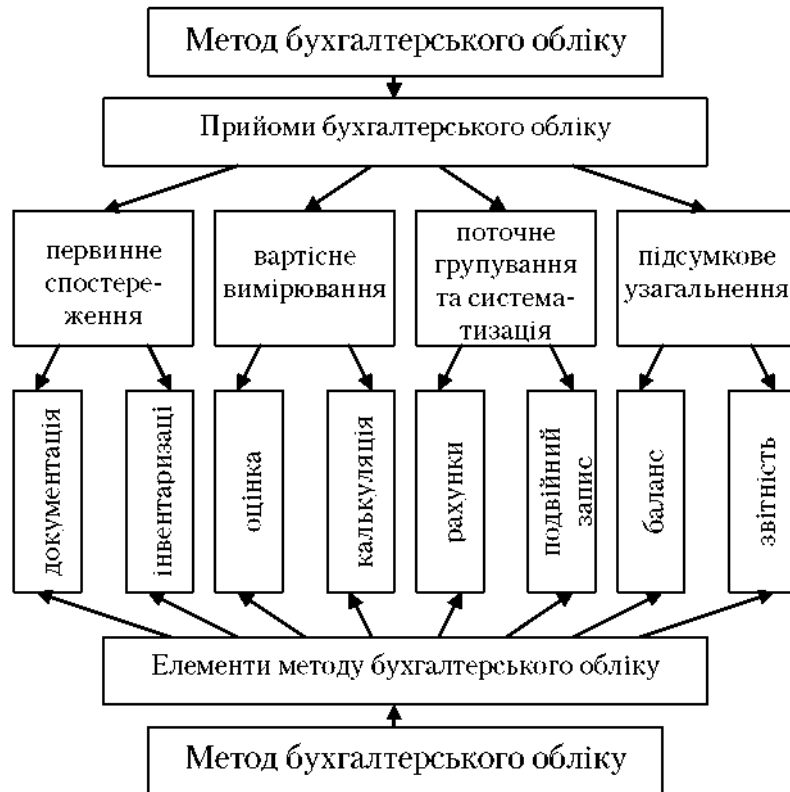 Метод бухгалтерського обліку
Прийоми бухгалтерського обліку
первинне
спостере-
ження
вартісне
вимірювання
поточне
групування
та система-
тизація
підсумкове
узагальнення
документація
інвентаризаці
оцінка
калькуляція
рахунки
подвійний
запис
баланс
звітність
Елементи методу бухгалтерського обліку
Метод бухгалтерського обліку